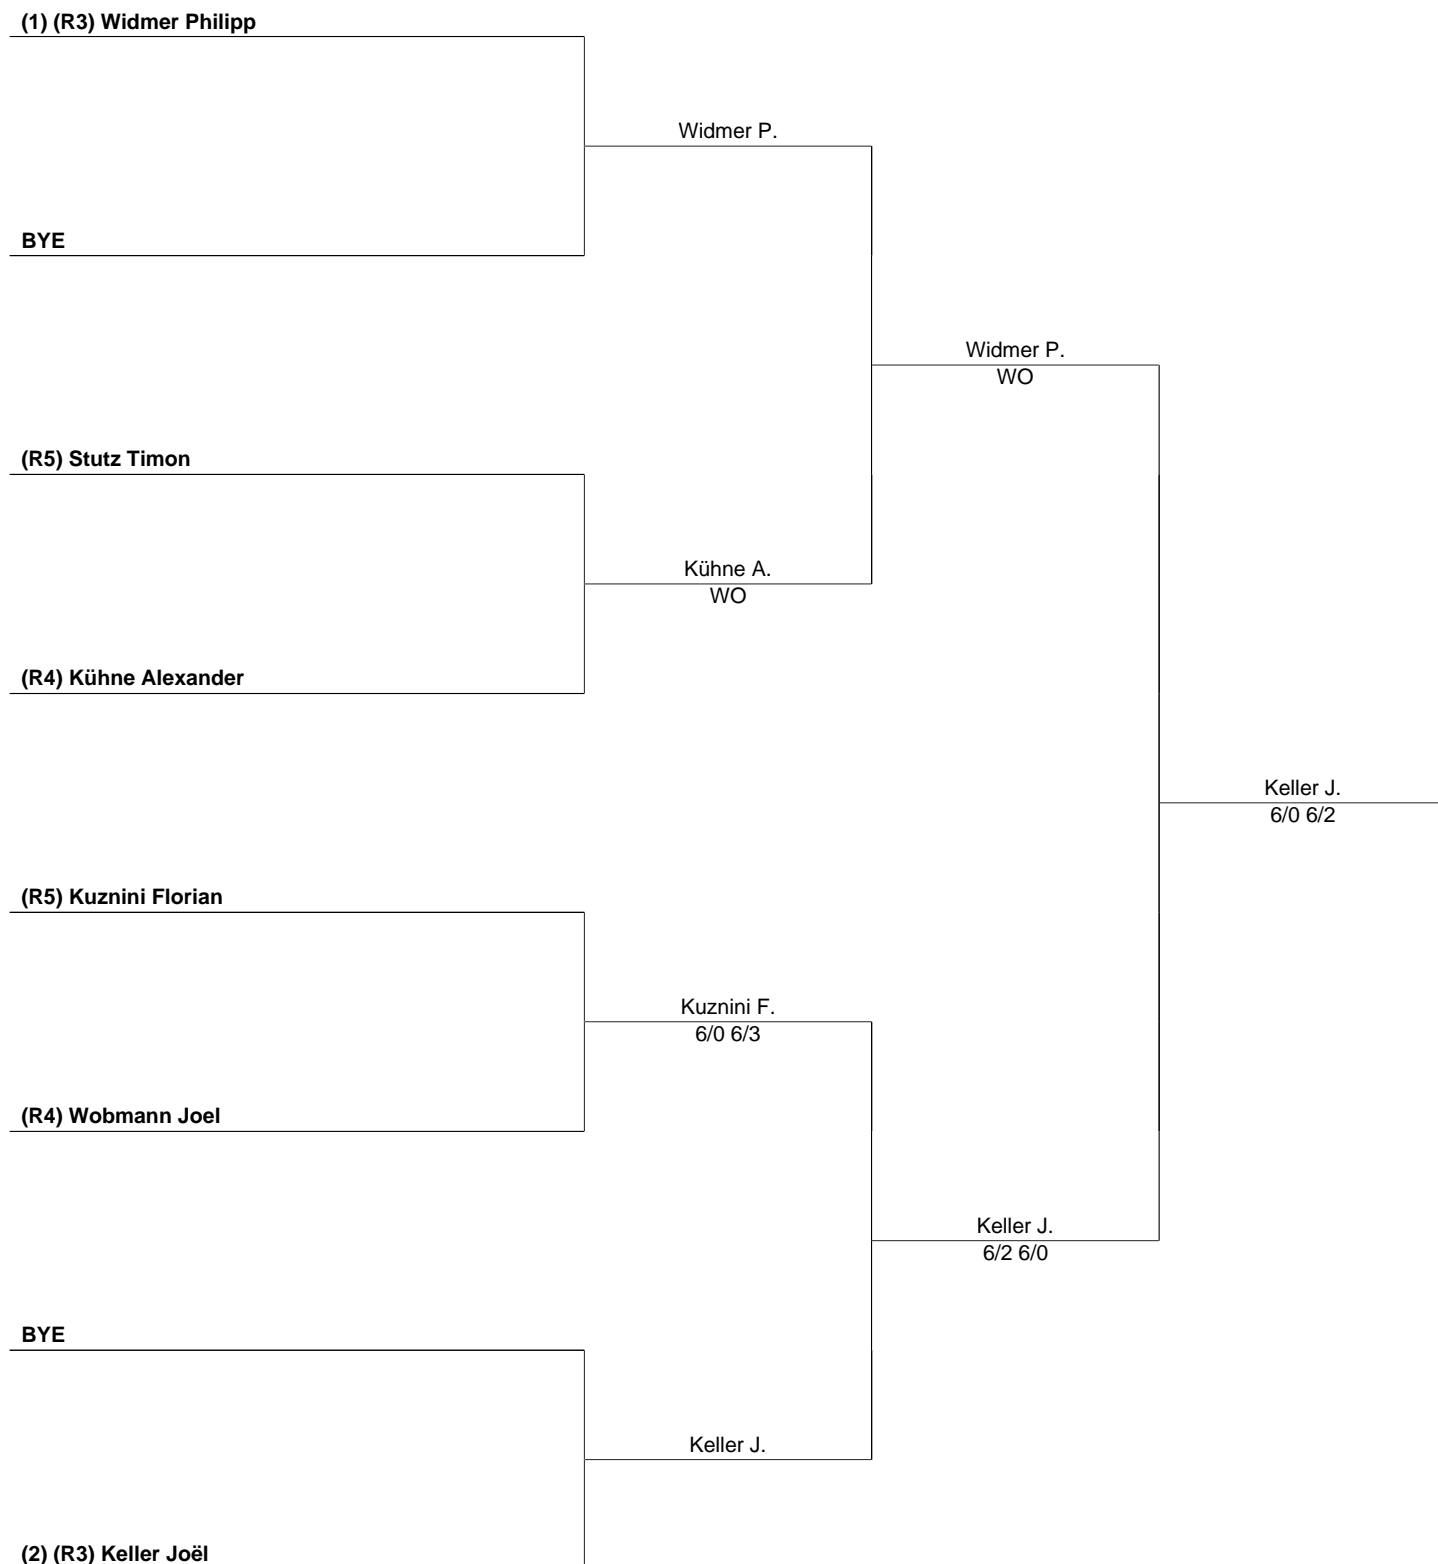 (1) (R3) Widmer Philipp
Widmer P.
BYE
Widmer P.
WO
(R5) Stutz Timon
Kühne A.
WO
(R4) Kühne Alexander
Keller J.
6/0 6/2
(R5) Kuznini Florian
Kuznini F.
6/0 6/3
(R4) Wobmann Joel
Keller J.
6/2 6/0
BYE
Keller J.
(2) (R3) Keller Joël